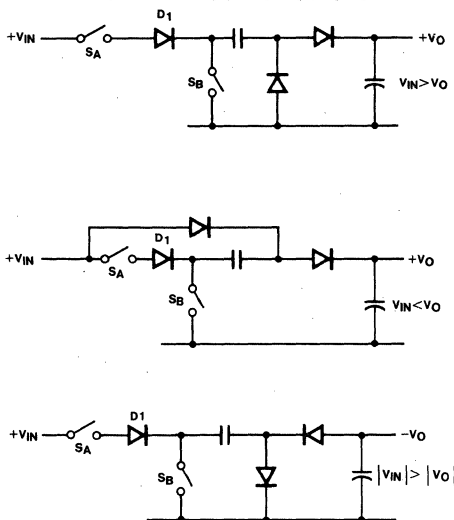 +VIN SA D1 +VO
SB VIN>VO
+VIN SA D1 +VO
SB VIN<VO
+VIN SA D1 -VO
SB |VIN|>|VO|